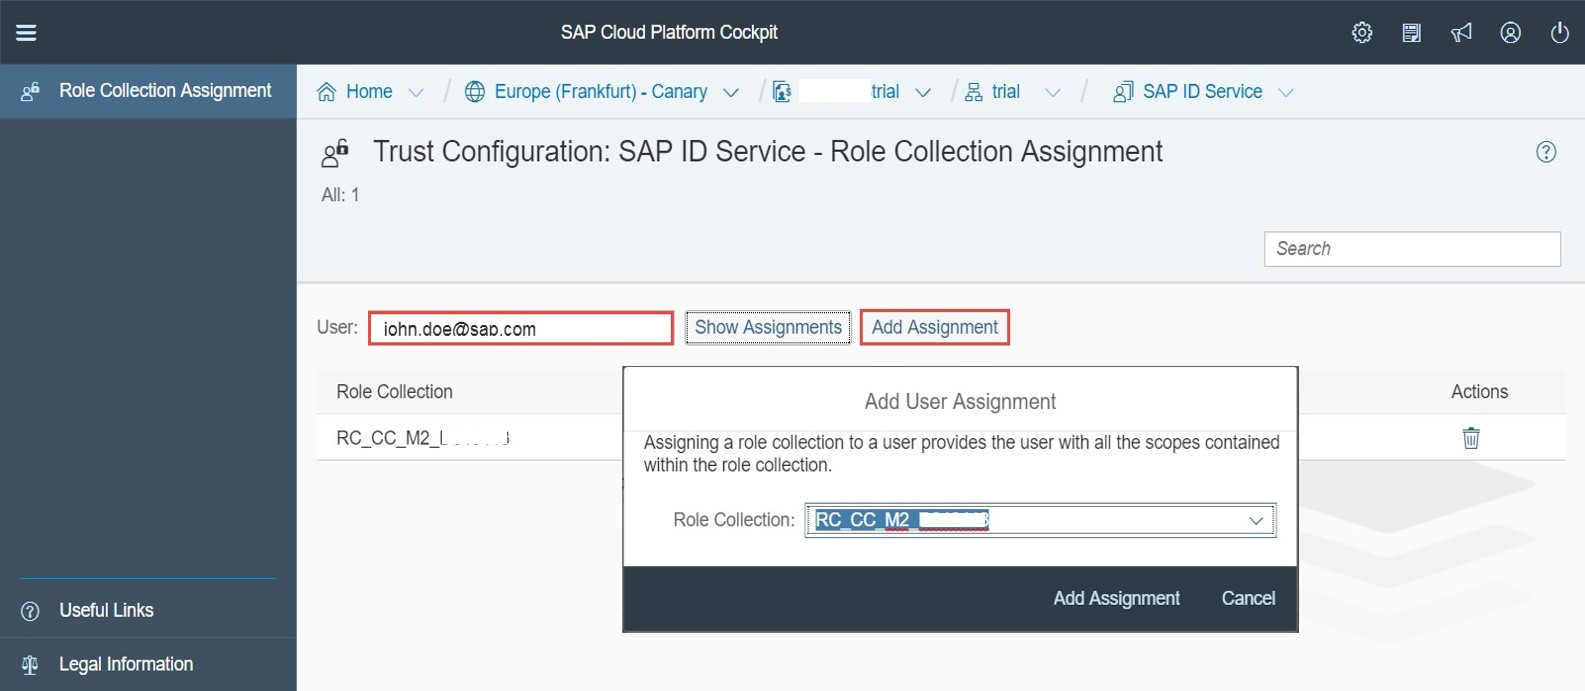 SAP Cloud Platform Cockpit
Role Collection Assignment
Home / Europe (Frankfurt) - Canary / trial / trial / SAP ID Service
Trust Configuration: SAP ID Service - Role Collection Assignment
All: 1
Search
User: john.doe@sap.com Show Assignments Add Assignment
Role Collection Actions
RC_CC_M2_
Add User Assignment
Assigning a role collection to a user provides the user with all the scopes contained
within the role collection.
Role Collection: RC_CC_M2_
Add Assignment Cancel
Useful Links
Legal Information